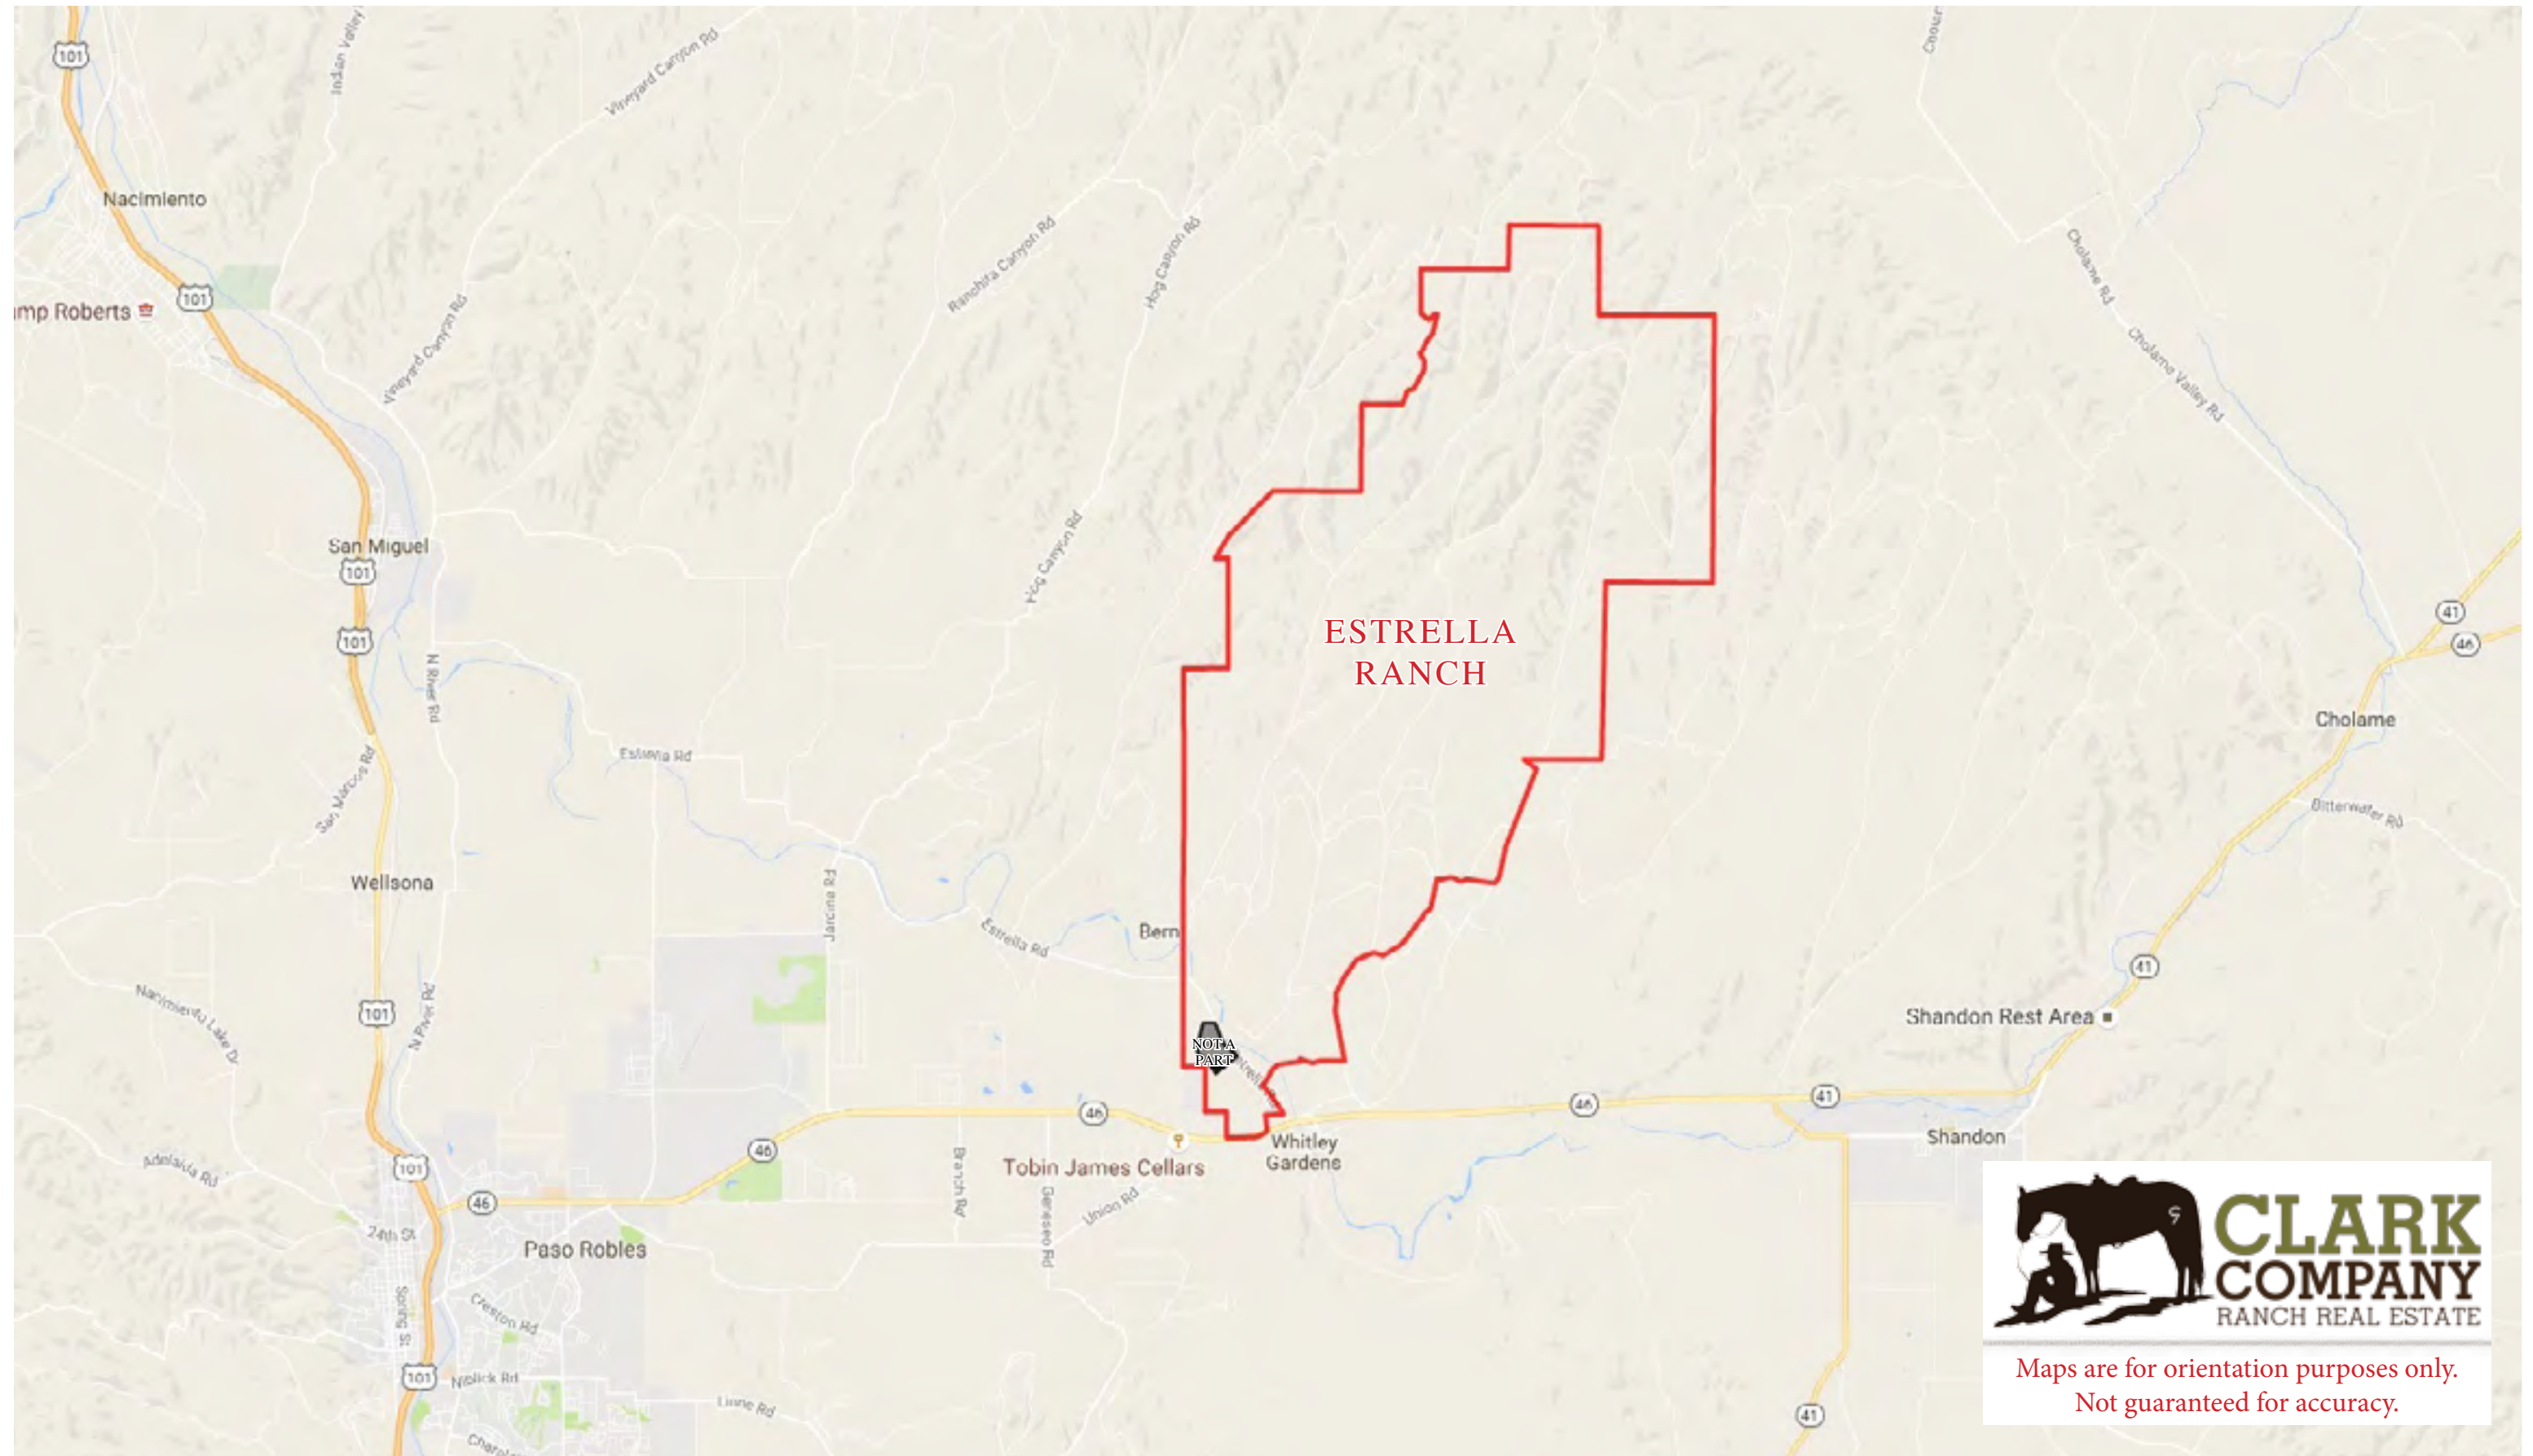 101
Indian Valley
Vineyard Canyon Rd
Nacimiento
Ranchita Canyon Rd
Hog Canyon Rd
Cholame Rd
101
mp Roberts
Vineyard Canyon Rd
Cholame Valley Rd
San Miguel
101
Hog Canyon Rd
41
101
ESTRELLA
RANCH
46
N River Rd
Cholame
Estrella Rd
San Marcos Rd
Bitterwater Rd
Wellsona
Jardine Rd
Estrella Rd
Bern
41
Nacimiento Lake Dr
101
N River Rd
Shandon Rest Area
NOT A
PART
46
46
41
Whitley
Gardens
Shandon
46
Tobin James Cellars
Adelaida Rd
101
Branch Rd
Geneseo Rd
Union Rd
46
24th St
Paso Robles
Spring St
Creston Rd
101
Niblick Rd
Linne Rd
41
CLARK
COMPANY
RANCH REAL ESTATE
Maps are for orientation purposes only.
Not guaranteed for accuracy.